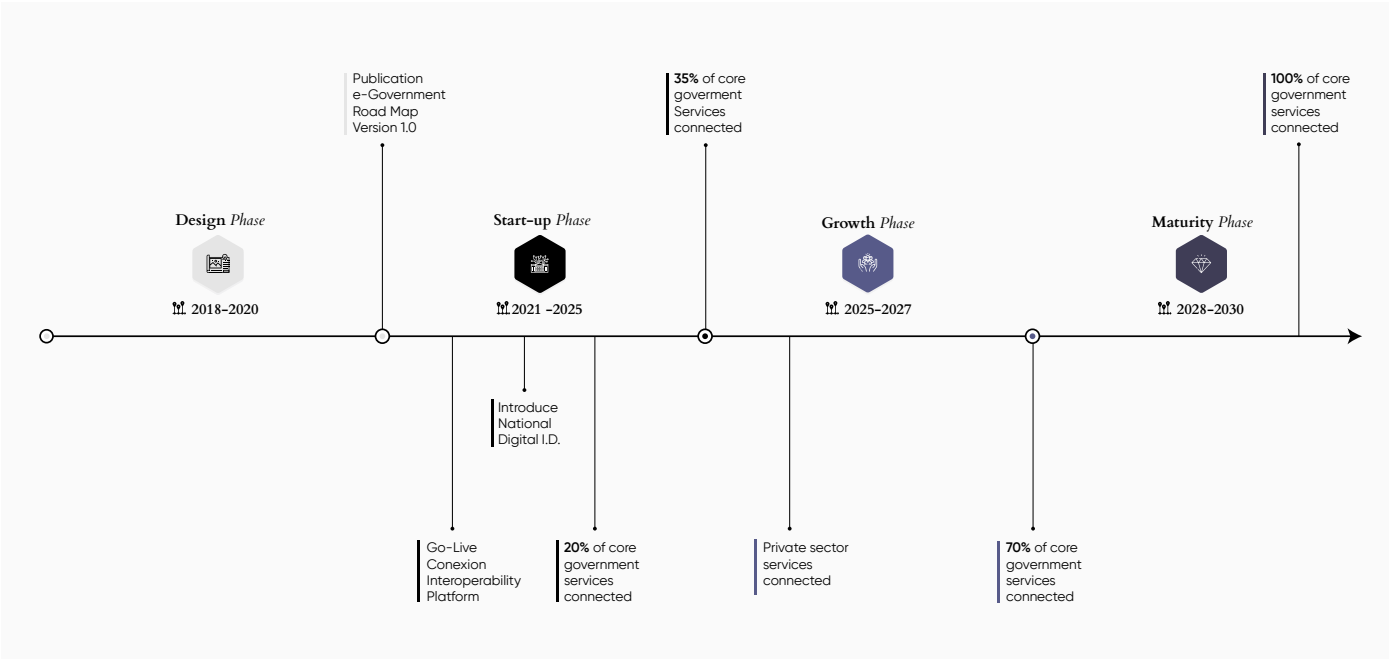 Publication
e-Government
Road Map
Version 1.0
35% of core
goverment
Services
connected
100% of core
government
services
connected
Design Phase
2018-2020
Start-up Phase
2021 -2025
Growth Phase
2025-2027
Maturity Phase
2028-2030
Introduce
National
Digital I.D.
Go-Live
Conexion
Interoperability
Platform
20% of core
government
services
connected
Private sector
services
connected
70% of core
government
services
connected